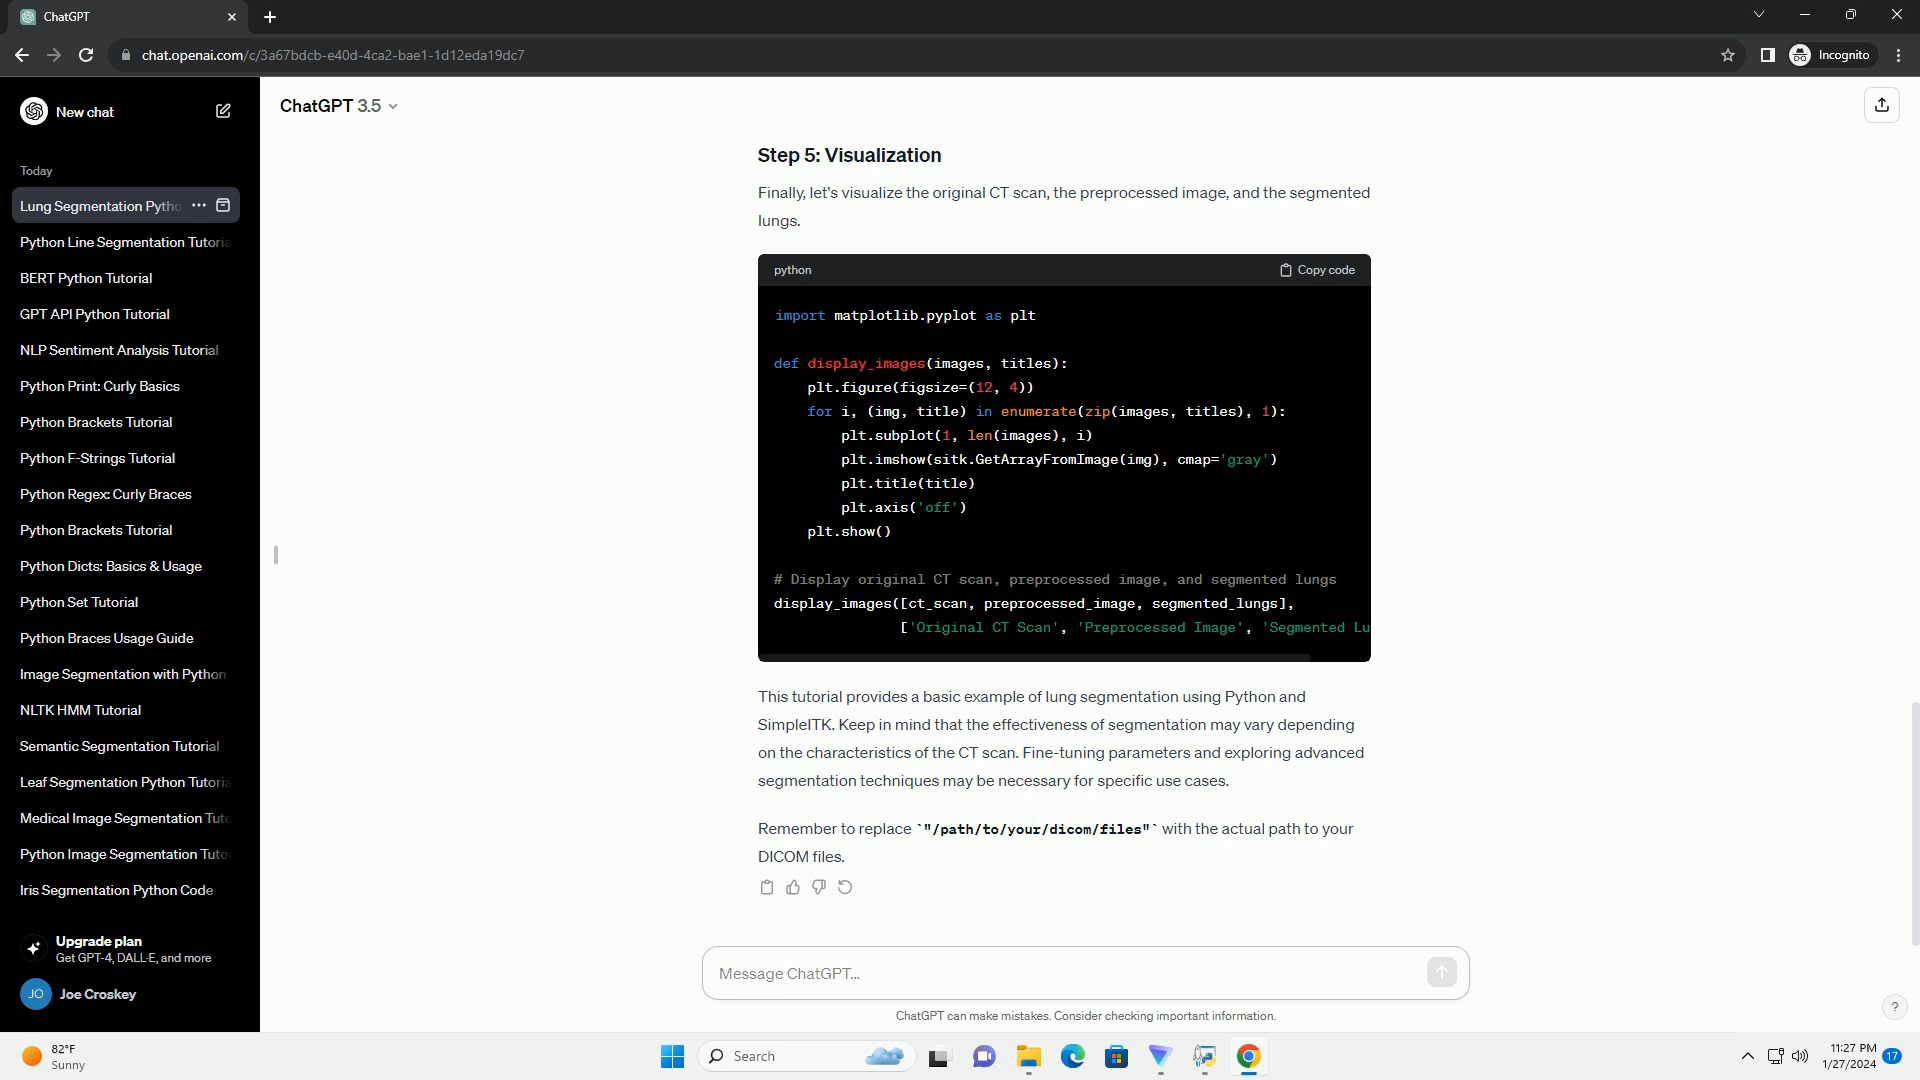 ChatGPT
chat.openai.com/c/3a67bdcb-e40d-4ca2-bae1-1d12eda19dc7
Incognito
New chat
ChatGPT 3.5
Today
Lung Segmentation Pytho
Python Line Segmentation Tutoria
BERT Python Tutorial
GPT API Python Tutorial
NLP Sentiment Analysis Tutorial
Python Print: Curly Basics
Python Brackets Tutorial
Python F-Strings Tutorial
Python Regex: Curly Braces
Python Brackets Tutorial
Python Dicts: Basics & Usage
Python Set Tutorial
Python Braces Usage Guide
Image Segmentation with Python
NLTK HMM Tutorial
Semantic Segmentation Tutorial
Leaf Segmentation Python Tutoria
Medical Image Segmentation Tuto
Python Image Segmentation Tuto
Iris Segmentation Python Code
Upgrade plan
Get GPT-4, DALL·E, and more
JO Joe Croskey
Step 5: Visualization
Finally, let's visualize the original CT scan, the preprocessed image, and the segmented
lungs.
python
Copy code
import matplotlib.pyplot as plt
def display_images(images, titles):
plt.figure(figsize=(12, 4))
for i, (img, title) in enumerate(zip(images, titles), 1):
plt.subplot(1, len(images), i)
plt.imshow(sitk.GetArrayFromImage(img), cmap='gray')
plt.title(title)
plt.axis('off')
plt.show()
# Display original CT scan, preprocessed image, and segmented lungs
display_images([ct_scan, preprocessed_image, segmented_lungs],
['Original CT Scan', 'Preprocessed Image', 'Segmented Lu
This tutorial provides a basic example of lung segmentation using Python and
SimpleITK. Keep in mind that the effectiveness of segmentation may vary depending
on the characteristics of the CT scan. Fine-tuning parameters and exploring advanced
segmentation techniques may be necessary for specific use cases.
Remember to replace `"/path/to/your/dicom/files"` with the actual path to your
DICOM files.
Message ChatGPT...
ChatGPT can make mistakes. Consider checking important information.
?
82°F
Sunny
Search
11:27 PM
1/27/2024
17